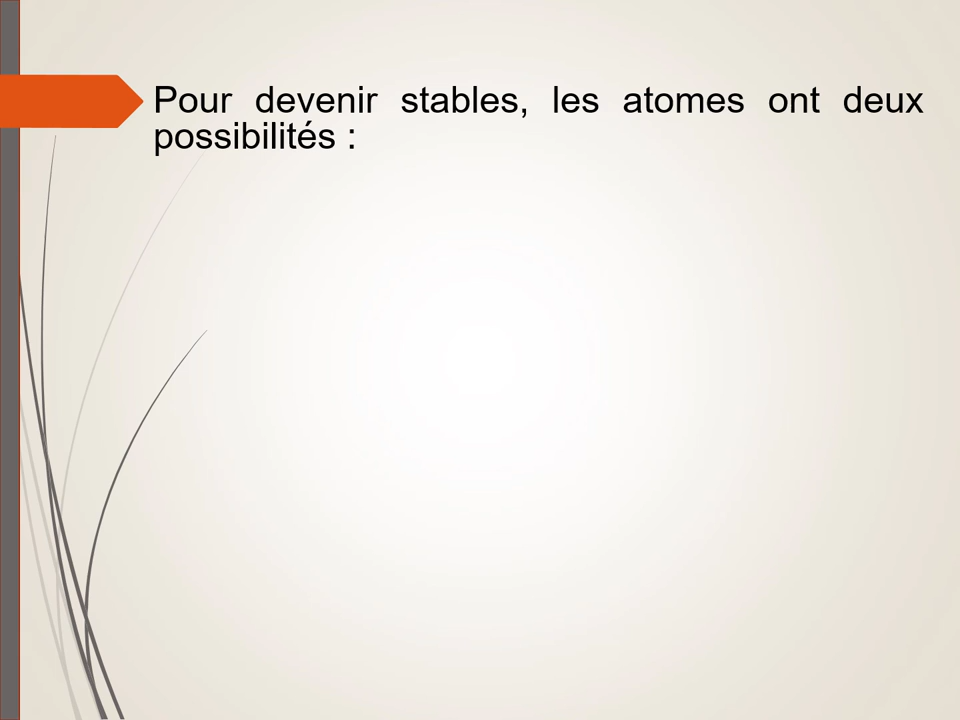 Pour devenir stables, les atomes ont deux
possibilités :